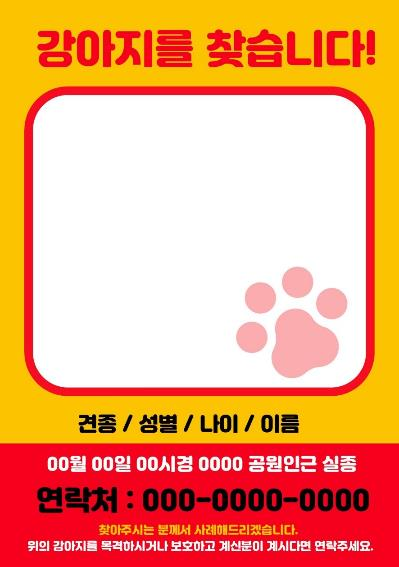 강아지를 찾습니다!
견종 / 성별 / 나이 / 이름
00월 00일 00시경 0000 공원인근 실종
연락처 : 000-0000-0000
찾아주시는 분께서 사례해드리겠습니다.
위의 강아지를 목격하시거나 보호하고 계신분이 계시다면 연락주세요.